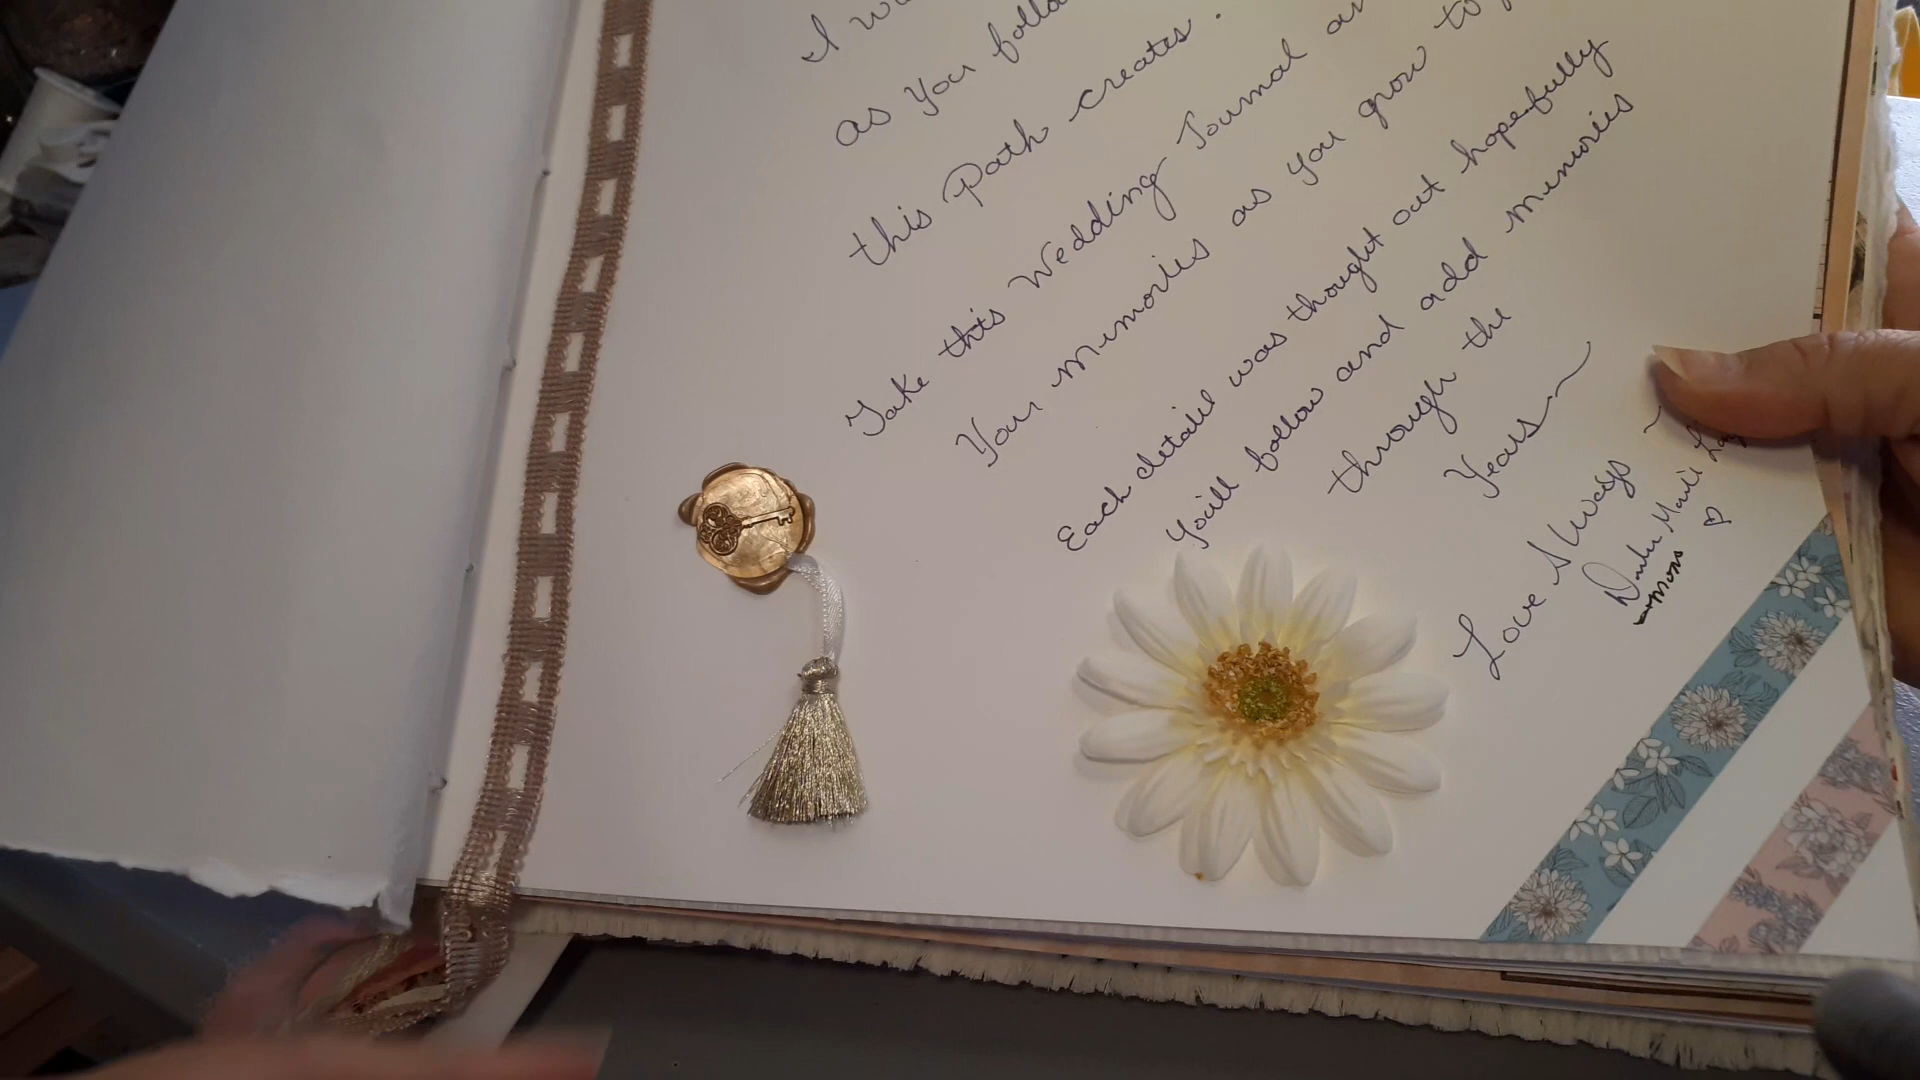 I
as You
this Path creates.
Take this Wedding Journal
Your memories as you grow to
Each detail was thought out hopefully
You'll follow and add memories
through the
Years
Love Always
Mom